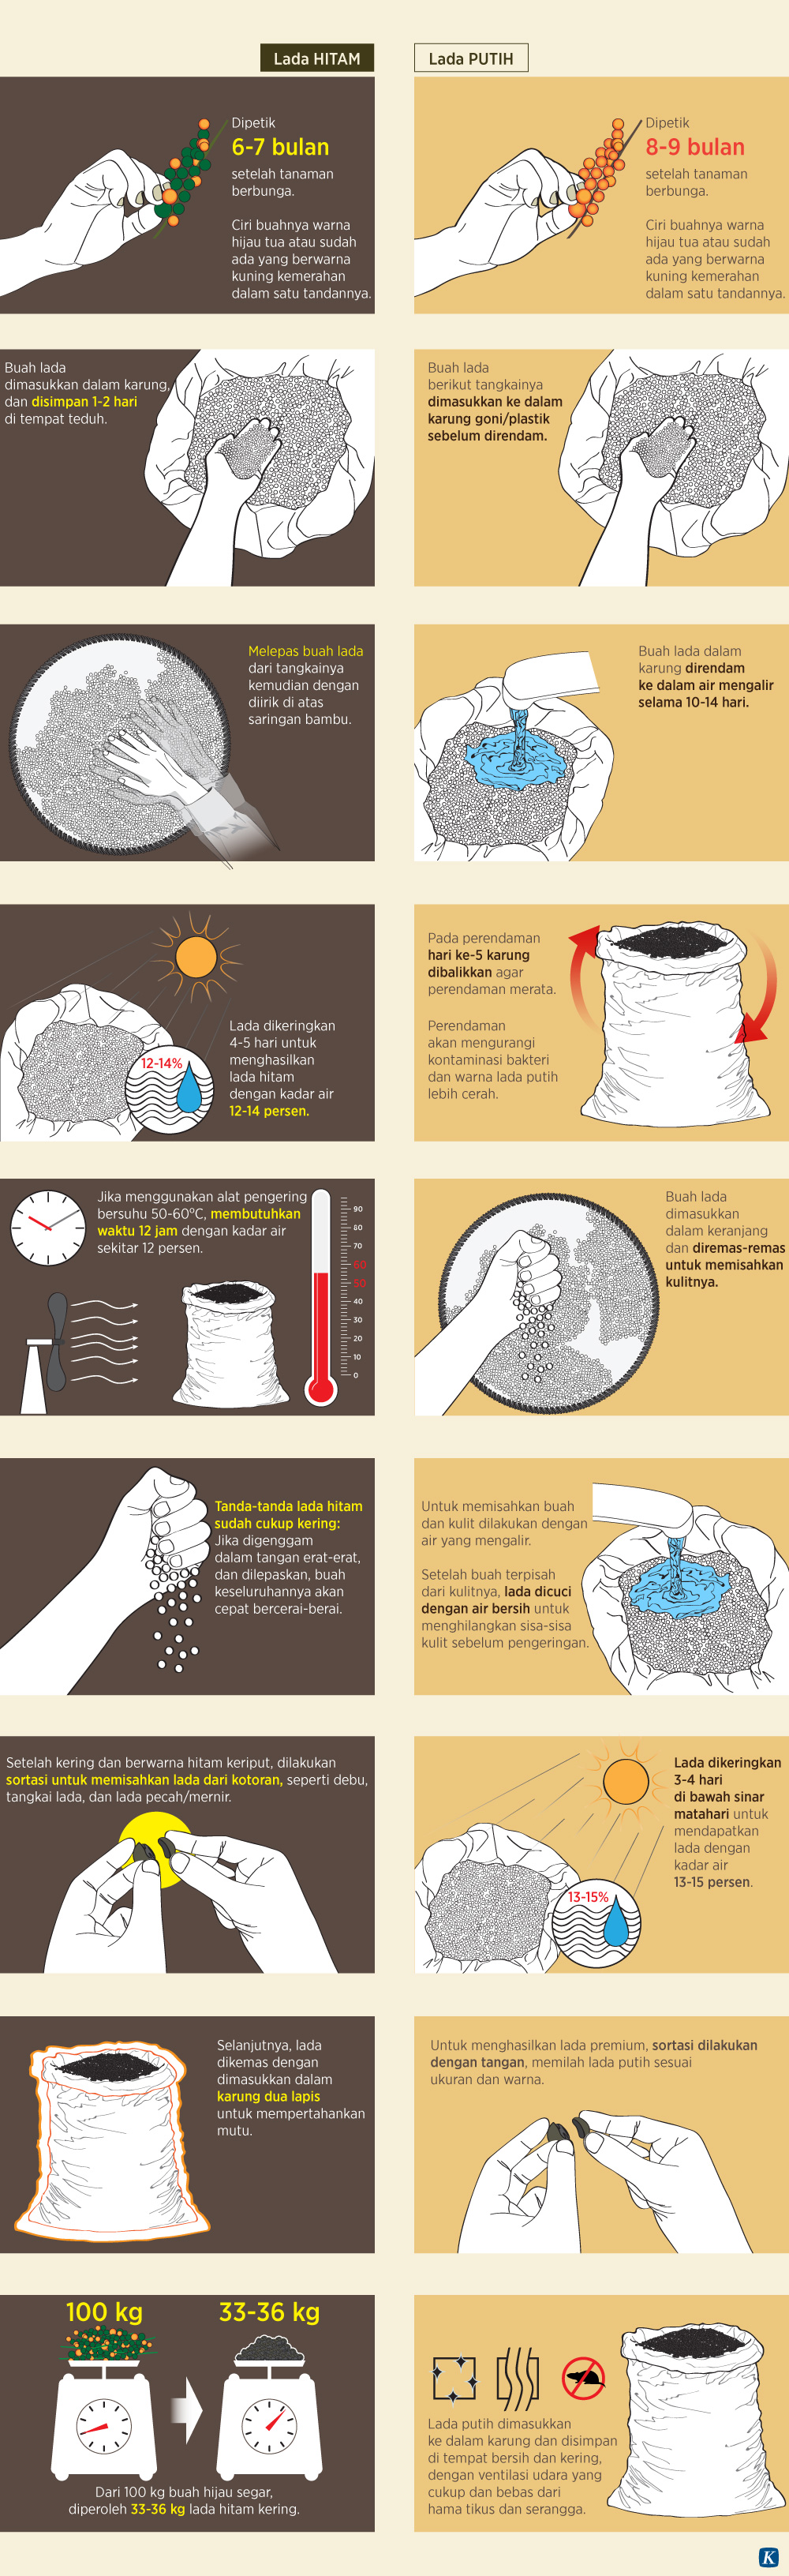 Lada HITAM
Dipetik
6-7 bulan
setelah tanaman
berbunga.
Ciri buahnya warna
hijau tua atau sudah
ada yang berwarna
kuning kemerahan
dalam satu tandannya.
Buah lada
dimasukkan dalam karung,
dan disimpan 1-2 hari
di tempat teduh.
Melepas buah lada
dari tangkainya
kemudian dengan
diirik di atas
saringan bambu.
12-14%
Lada dikeringkan
4-5 hari untuk
menghasilkan
lada hitam
dengan kadar air
12-14 persen.
Jika menggunakan alat pengering
bersuhu 50-60ºC, membutuhkan
waktu 12 jam dengan kadar air
sekitar 12 persen.
90
80
70
60
50
40
30
20
10
0
Tanda-tanda lada hitam
sudah cukup kering:
Jika digenggam
dalam tangan erat-erat,
dan dilepaskan, buah
keseluruhannya akan
cepat bercerai-berai.
Setelah kering dan berwarna hitam keriput, dilakukan
sortasi untuk memisahkan lada dari kotoran, seperti debu,
tangkai lada, dan lada pecah/mernir.
Selanjutnya, lada
dikemas dengan
dimasukkan dalam
karung dua lapis
untuk mempertahankan
mutu.
100 kg
33-36 kg
Dari 100 kg buah hijau segar,
diperoleh 33-36 kg lada hitam kering.
Lada PUTIH
Dipetik
8-9 bulan
setelah tanaman
berbunga.
Ciri buahnya warna
hijau tua atau sudah
ada yang berwarna
kuning kemerahan
dalam satu tandannya.
Buah lada
berikut tangkainya
dimasukkan ke dalam
karung goni/plastik
sebelum direndam.
Buah lada dalam
karung direndam
ke dalam air mengalir
selama 10-14 hari.
Pada perendaman
hari ke-5 karung
dibalikkan agar
perendaman merata.
Perendaman
akan mengurangi
kontaminasi bakteri
dan warna lada putih
lebih cerah.
Buah lada
dimasukkan
dalam keranjang
dan diremas-remas
untuk memisahkan
kulitnya.
Untuk memisahkan buah
dan kulit dilakukan dengan
air yang mengalir.
Setelah buah terpisah
dari kulitnya, lada dicuci
dengan air bersih untuk
menghilangkan sisa-sisa
kulit sebelum pengeringan.
Lada dikeringkan
3-4 hari
di bawah sinar
matahari untuk
mendapatkan
lada dengan
kadar air
13-15 persen.
13-15%
Untuk menghasilkan lada premium, sortasi dilakukan
dengan tangan, memilah lada putih sesuai
ukuran dan warna.
Lada putih dimasukkan
ke dalam karung dan disimpan
di tempat bersih dan kering,
dengan ventilasi udara yang
cukup dan bebas dari
hama tikus dan serangga.
K